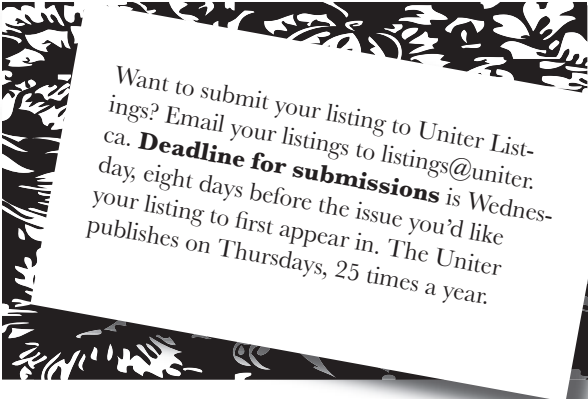 Want to submit your listing to Uniter List-
ings? Email your listings to listings@uniter.
ca. Deadline for submissions is Wednes-
day, eight days before the issue you'd like
your listing to first appear in. The Uniter
publishes on Thursdays, 25 times a year.